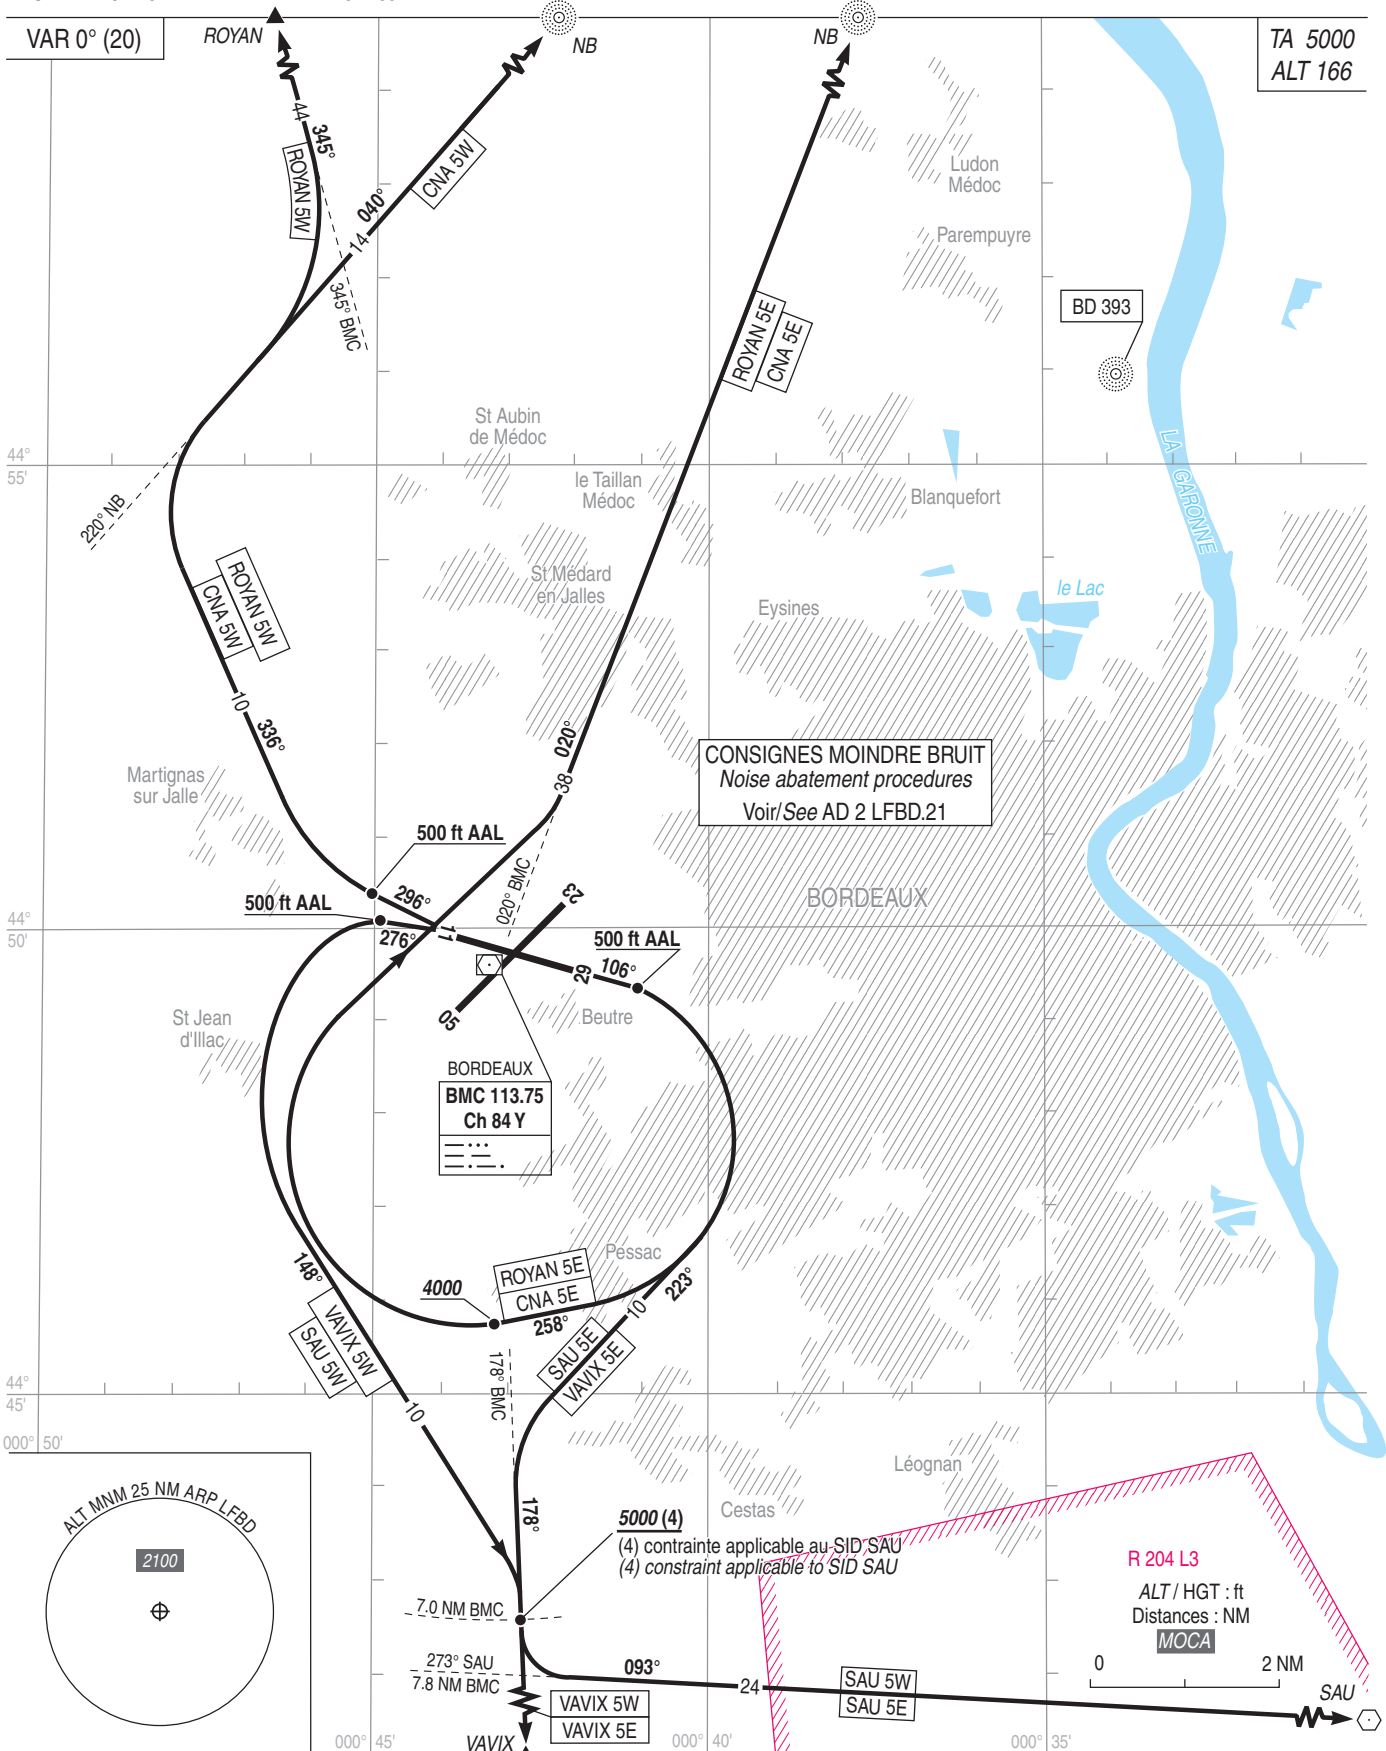 VAR 0° (20)
ROYAN
NB
NB
TA 5000
ALT 166
44
345°
ROYAN 5W
CNA 5W
040°
14
345° BMC
Ludon
Médoc
Parempuyre
BD 393
ROYAN 5E
CNA 5E
St Aubin
de Médoc
44°
55'
le Taillan
Médoc
Blanquefort
LA GARONNE
220° NB
St Médard
en Jalles
ROYAN 5W
CNA 5W
Eysines
le Lac
10
336°
020°
38
CONSIGNES MOINDRE BRUIT
Noise abatement procedures
Voir/See AD 2 LFBD.21
Martignas
sur Jalle
500 ft AAL
020° BMC
296°
23
BORDEAUX
500 ft AAL
44°
50'
276°
11
500 ft AAL
29
106°
05
Beutre
St Jean
d'Illac
BORDEAUX
BMC 113.75
Ch 84 Y
Pessac
148°
4000
ROYAN 5E
CNA 5E
258°
223°
10
VAVIX 5W
SAU 5W
SAU 5E
VAVIX 5E
178° BMC
44°
45'
10
000° 50'
Léognan
Cestas
ALT MNM 25 NM ARP LFBD
2100
178°
5000 (4)
(4) contrainte applicable au SID SAU
(4) constraint applicable to SID SAU
R 204 L3
ALT / HGT : ft
Distances : NM
MOCA
0
2 NM
7.0 NM BMC
273° SAU
7.8 NM BMC
093°
24
SAU 5W
SAU 5E
SAU
VAVIX 5W
VAVIX 5E
VAVIX
000° 45'
000° 40'
000° 35'